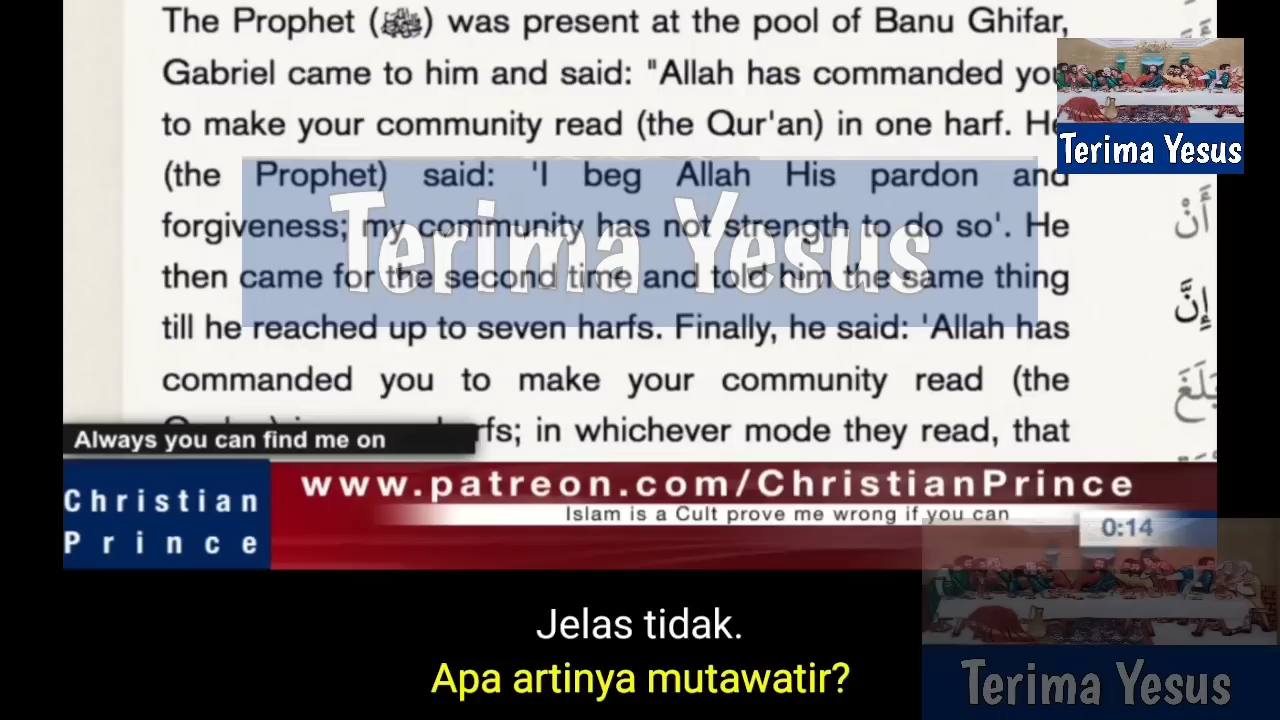 The Prophet (ﷺ) was present at the pool of Banu Ghifar,
Gabriel came to him and said: "Allah has commanded you
to make your community read (the Qur'an) in one harf. He
(the Prophet) said: 'I beg Allah His pardon and
forgiveness; my community has not strength to do so'. He
then came for the second time and told him the same thing
till he reached up to seven harfs. Finally, he said: 'Allah has
commanded you to make your community read (the
harfs; in whichever mode they read, that
Terima Yesus
Terima Yesus
أَنْ
إِنَّ
Always you can find me on
Christian
Prince
www.patreon.com/ChristianPrince
Islam is a Cult prove me wrong if you can
0:14
Jelas tidak.
Apa artinya mutawatir?
Terima Yesus